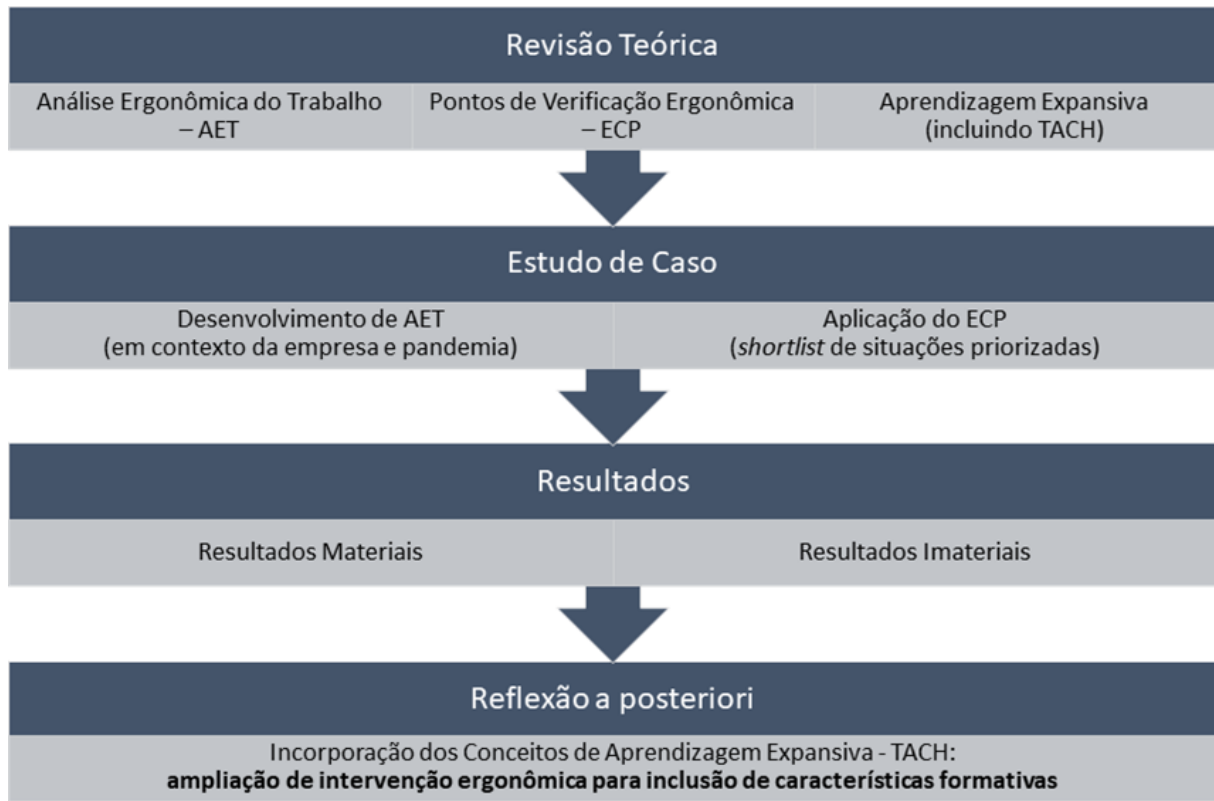 Revisão Teórica
Análise Ergonômica do Trabalho
– AET
Pontos de Verificação Ergonômica
– ECP
Aprendizagem Expansiva
(incluindo TACH)
Estudo de Caso
Desenvolvimento de AET
(em contexto da empresa e pandemia)
Aplicação do ECP
(shortlist de situações priorizadas)
Resultados
Resultados Materiais
Resultados Imateriais
Reflexão a posteriori
Incorporação dos Conceitos de Aprendizagem Expansiva - TACH:
ampliação de intervenção ergonômica para inclusão de características formativas